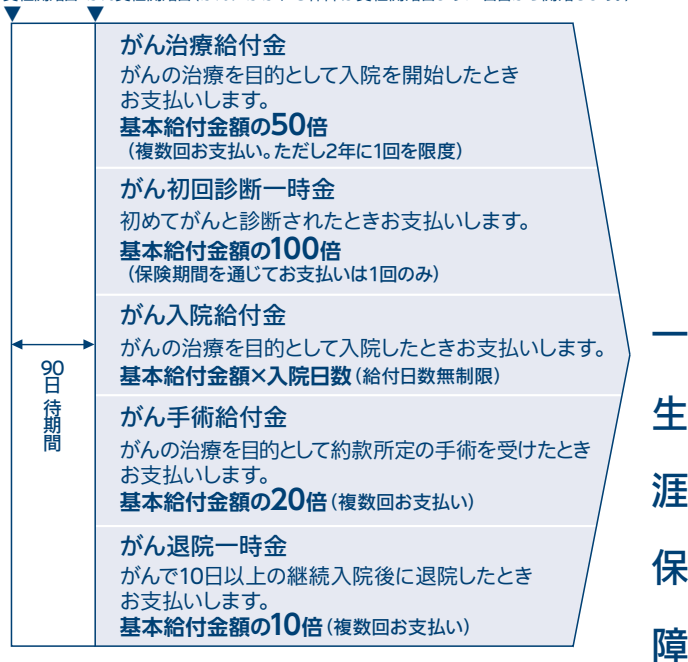 がん治療給付金
がんの治療を目的として入院を開始したとき
お支払いします。
基本給付金額の50倍
(複数回お支払い。ただし2年に1回を限度)
がん初回診断一時金
初めてがんと診断されたときお支払いします。
基本給付金額の100倍
(保険期間を通じてお支払いは1回のみ)
がん入院給付金
がんの治療を目的として入院したときお支払いします。
基本給付金額×入院日数(給付日数無制限)
がん手術給付金
がんの治療を目的として約款所定の手術を受けたとき
お支払いします。
基本給付金額の20倍(複数回お支払い)
がん退院一時金
がんで10日以上の継続入院後に退院したとき
お支払いします。
基本給付金額の10倍(複数回お支払い)
90日 待期間
一生涯保障